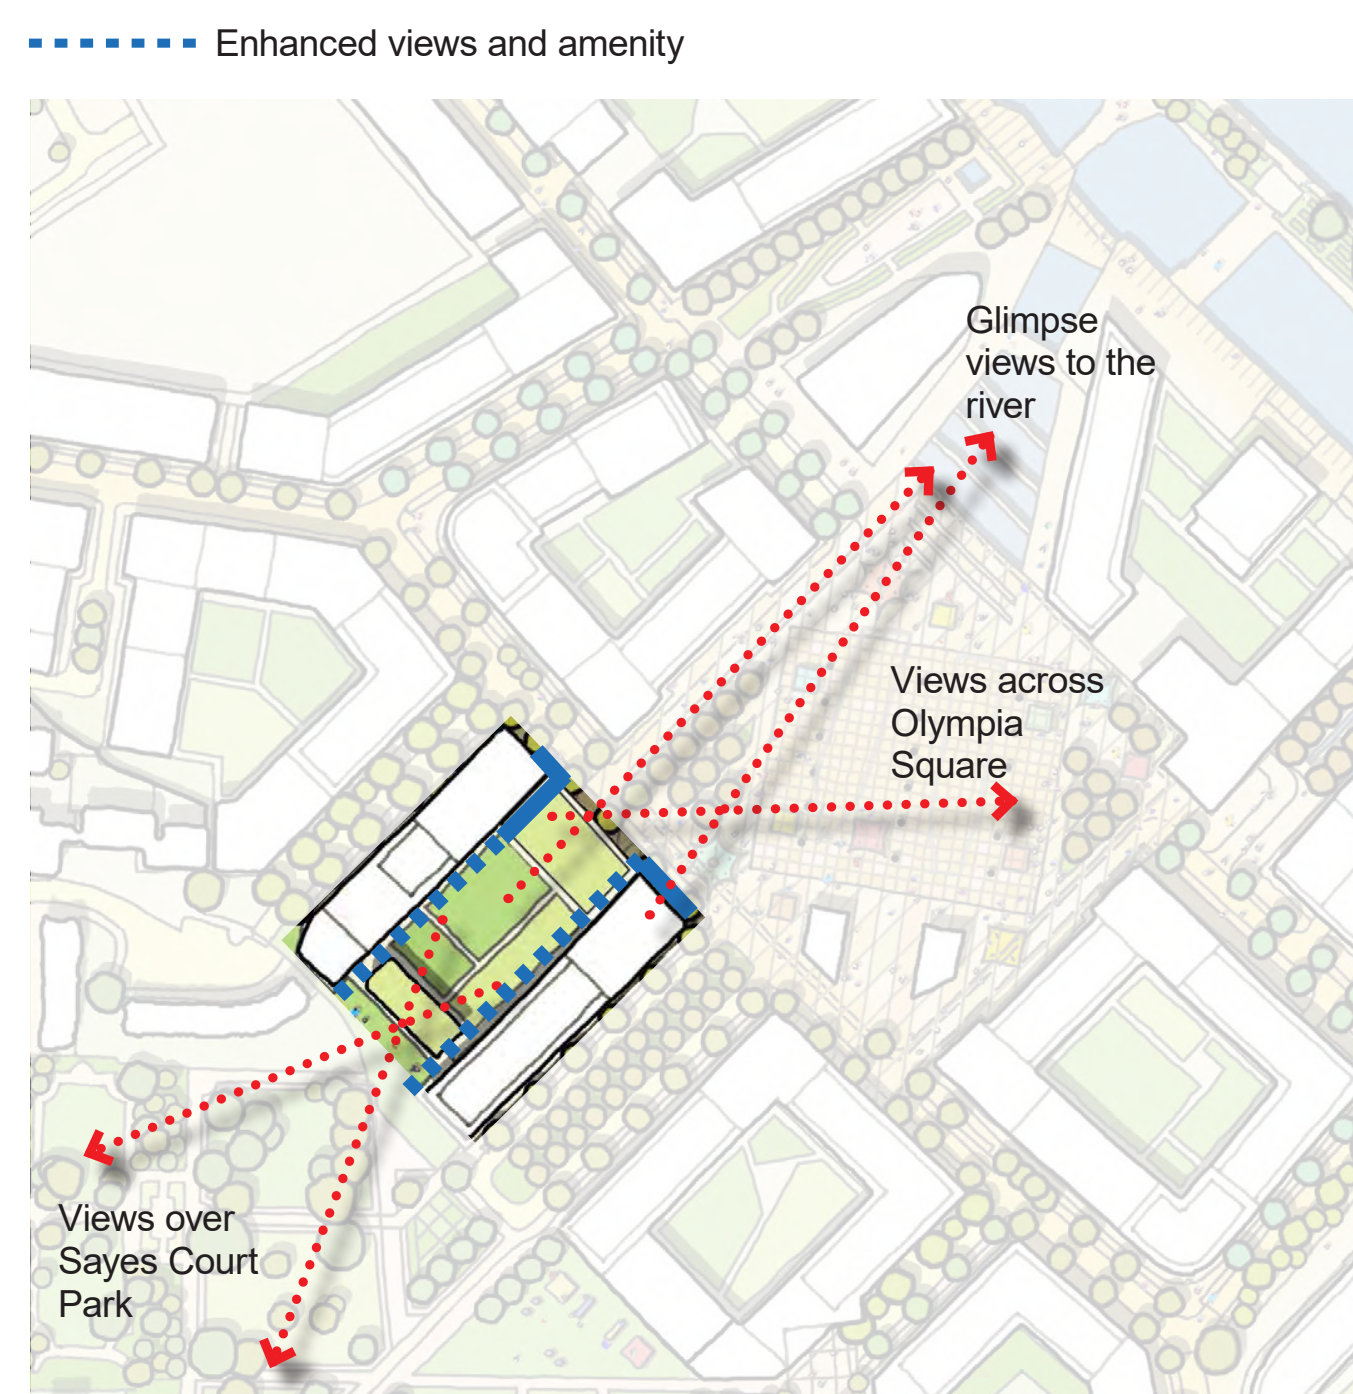 Enhanced views and amenity
Glimpse
views to the
river
Views across
Olympia
Square
Views over
Sayes Court
Park